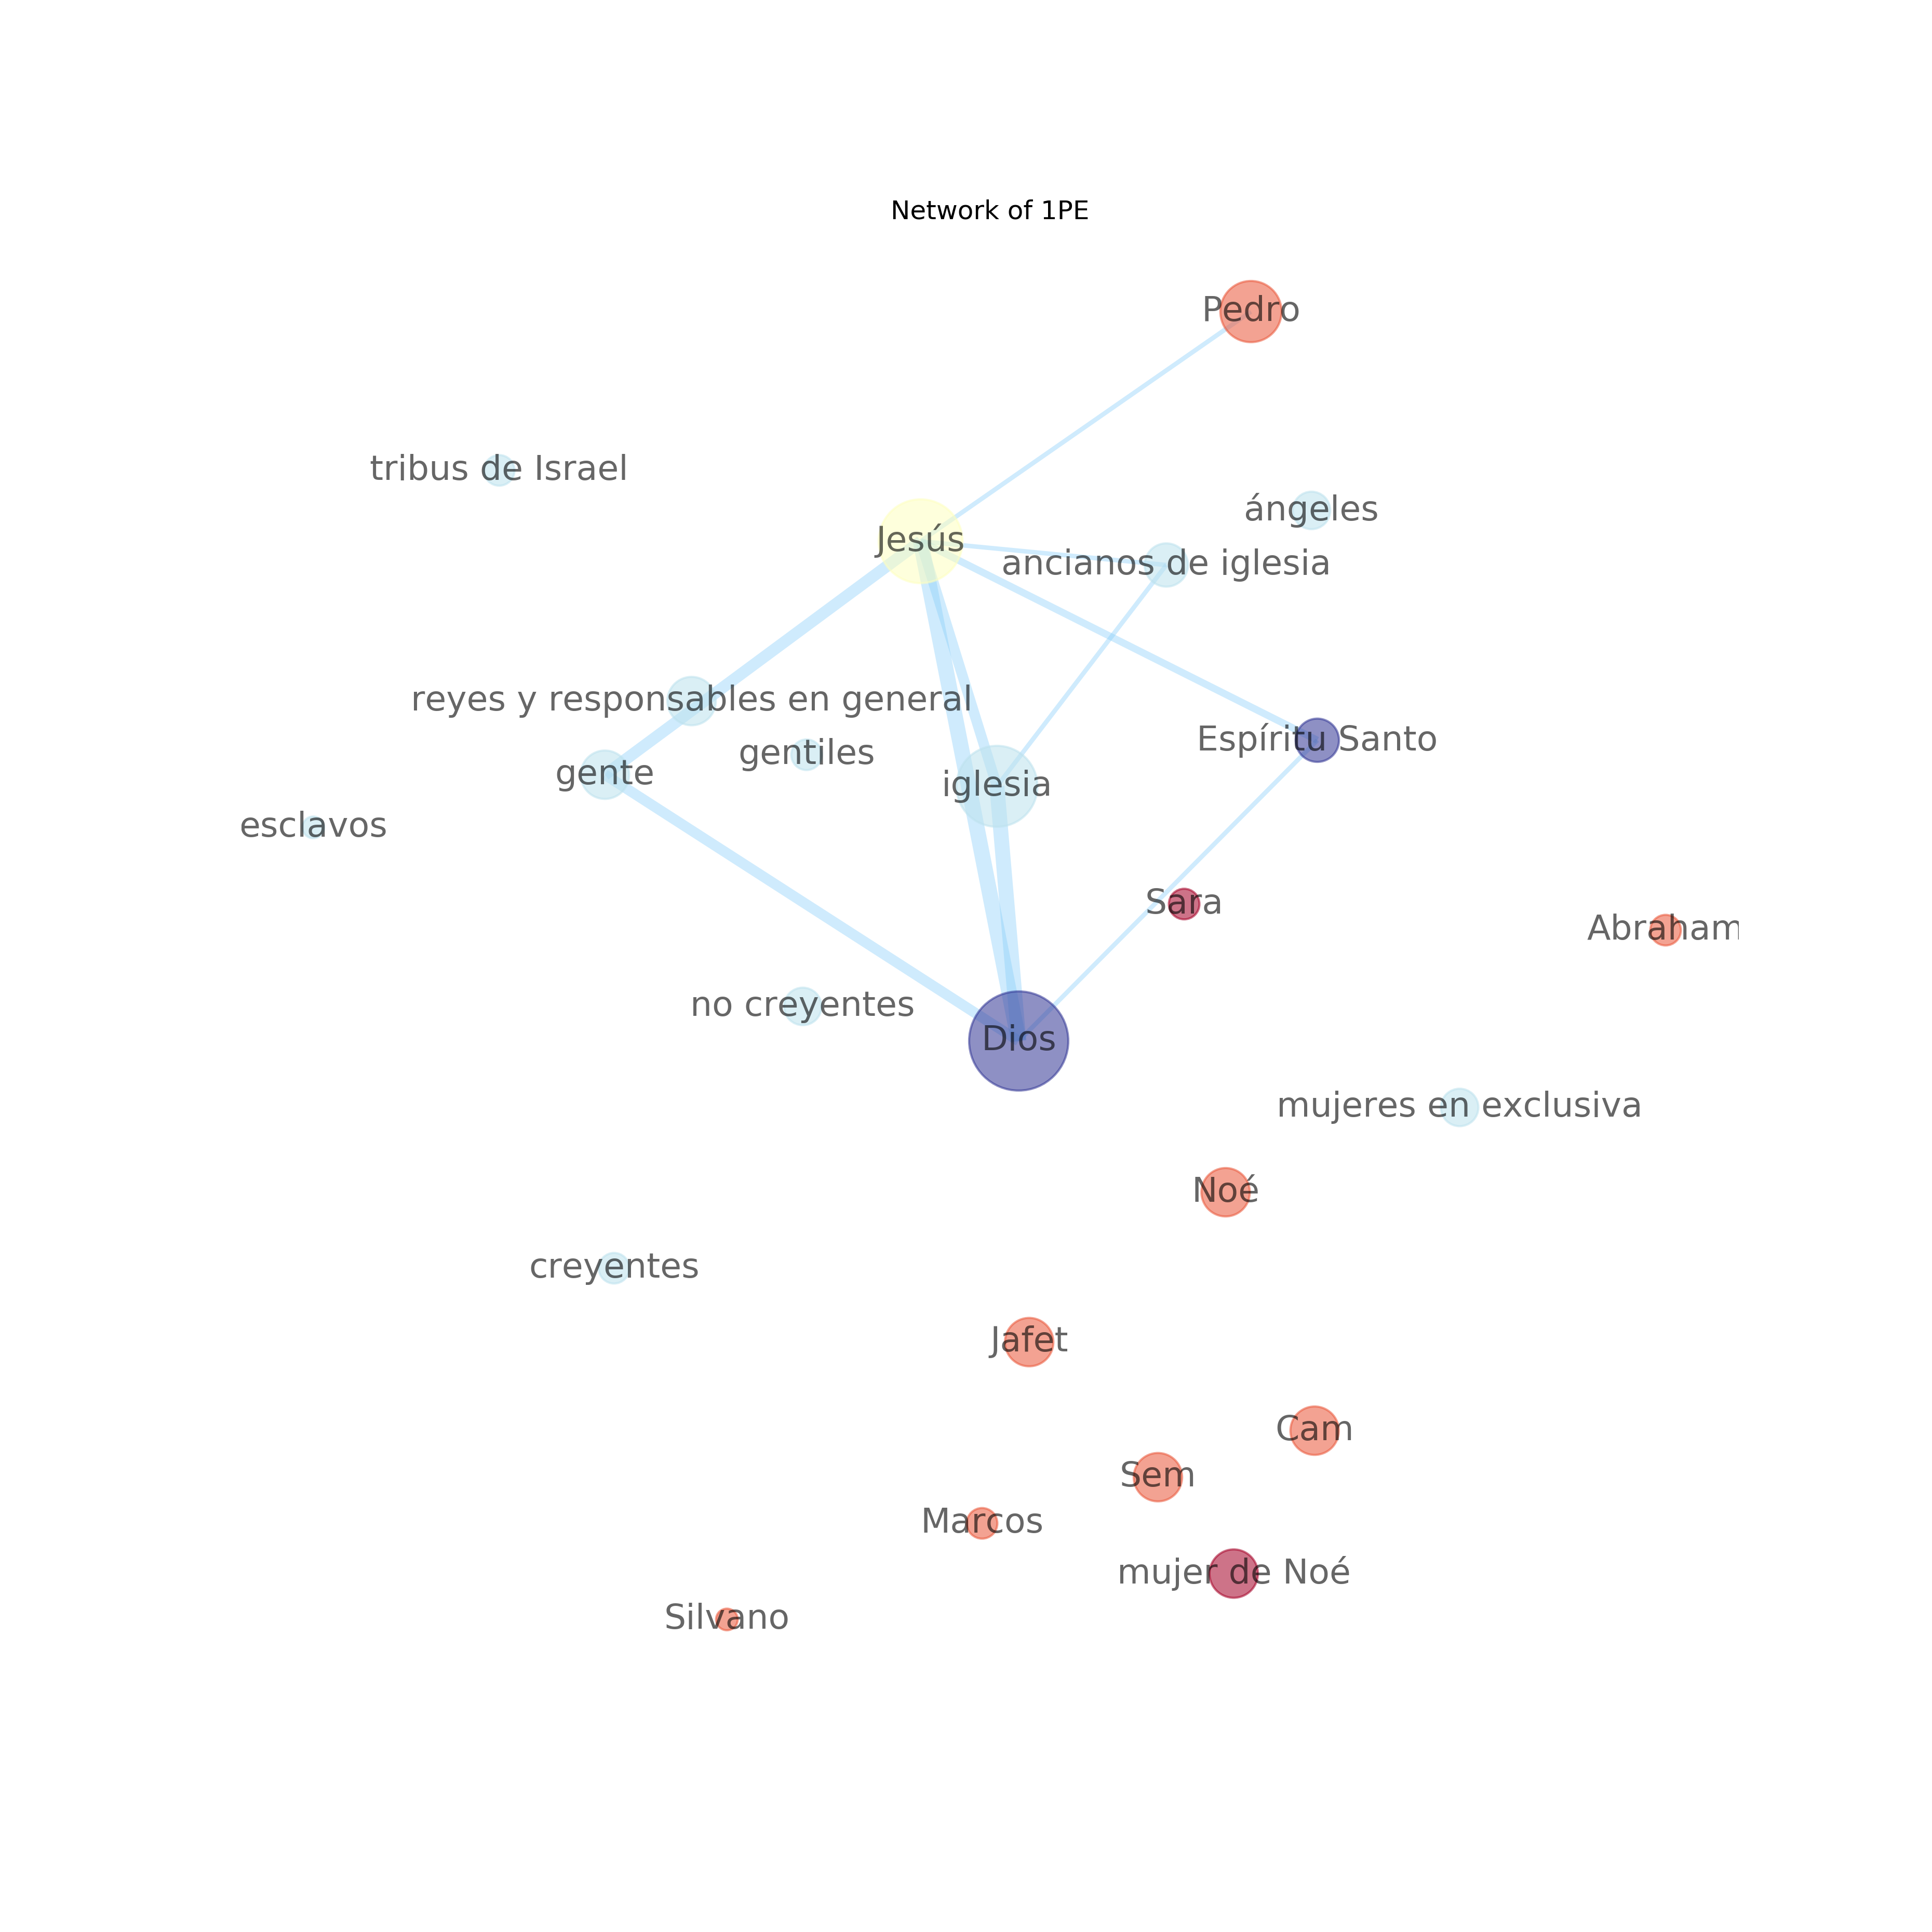 Network of 1PE
Pedro
tribus de Israel
ángeles
Jesús
ancianos de iglesia
reyes y responsables en general
Espíritu Santo
gentiles
gente
iglesia
esclavos
Sara
Abraham
no creyentes
Dios
mujeres en exclusiva
Noé
creyentes
Jafet
Cam
Sem
Marcos
mujer de Noé
Silvano